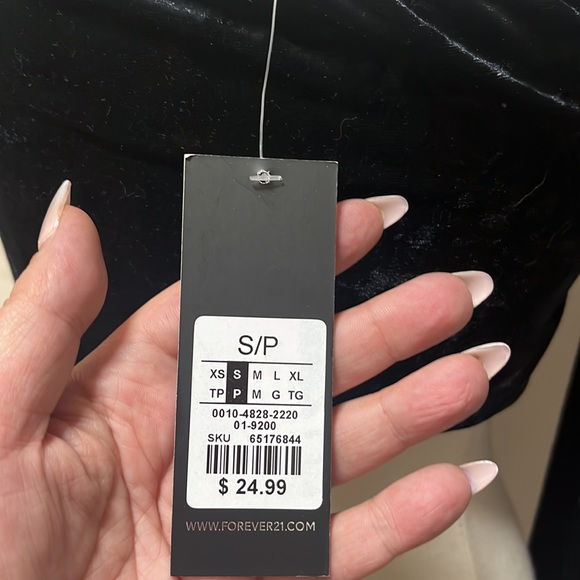 S/P
XS S M L XL
TP P M G TG
0010-4828-2220
01-9200
SKU 65176844
$ 24.99
WWW.FOREVER21.COM